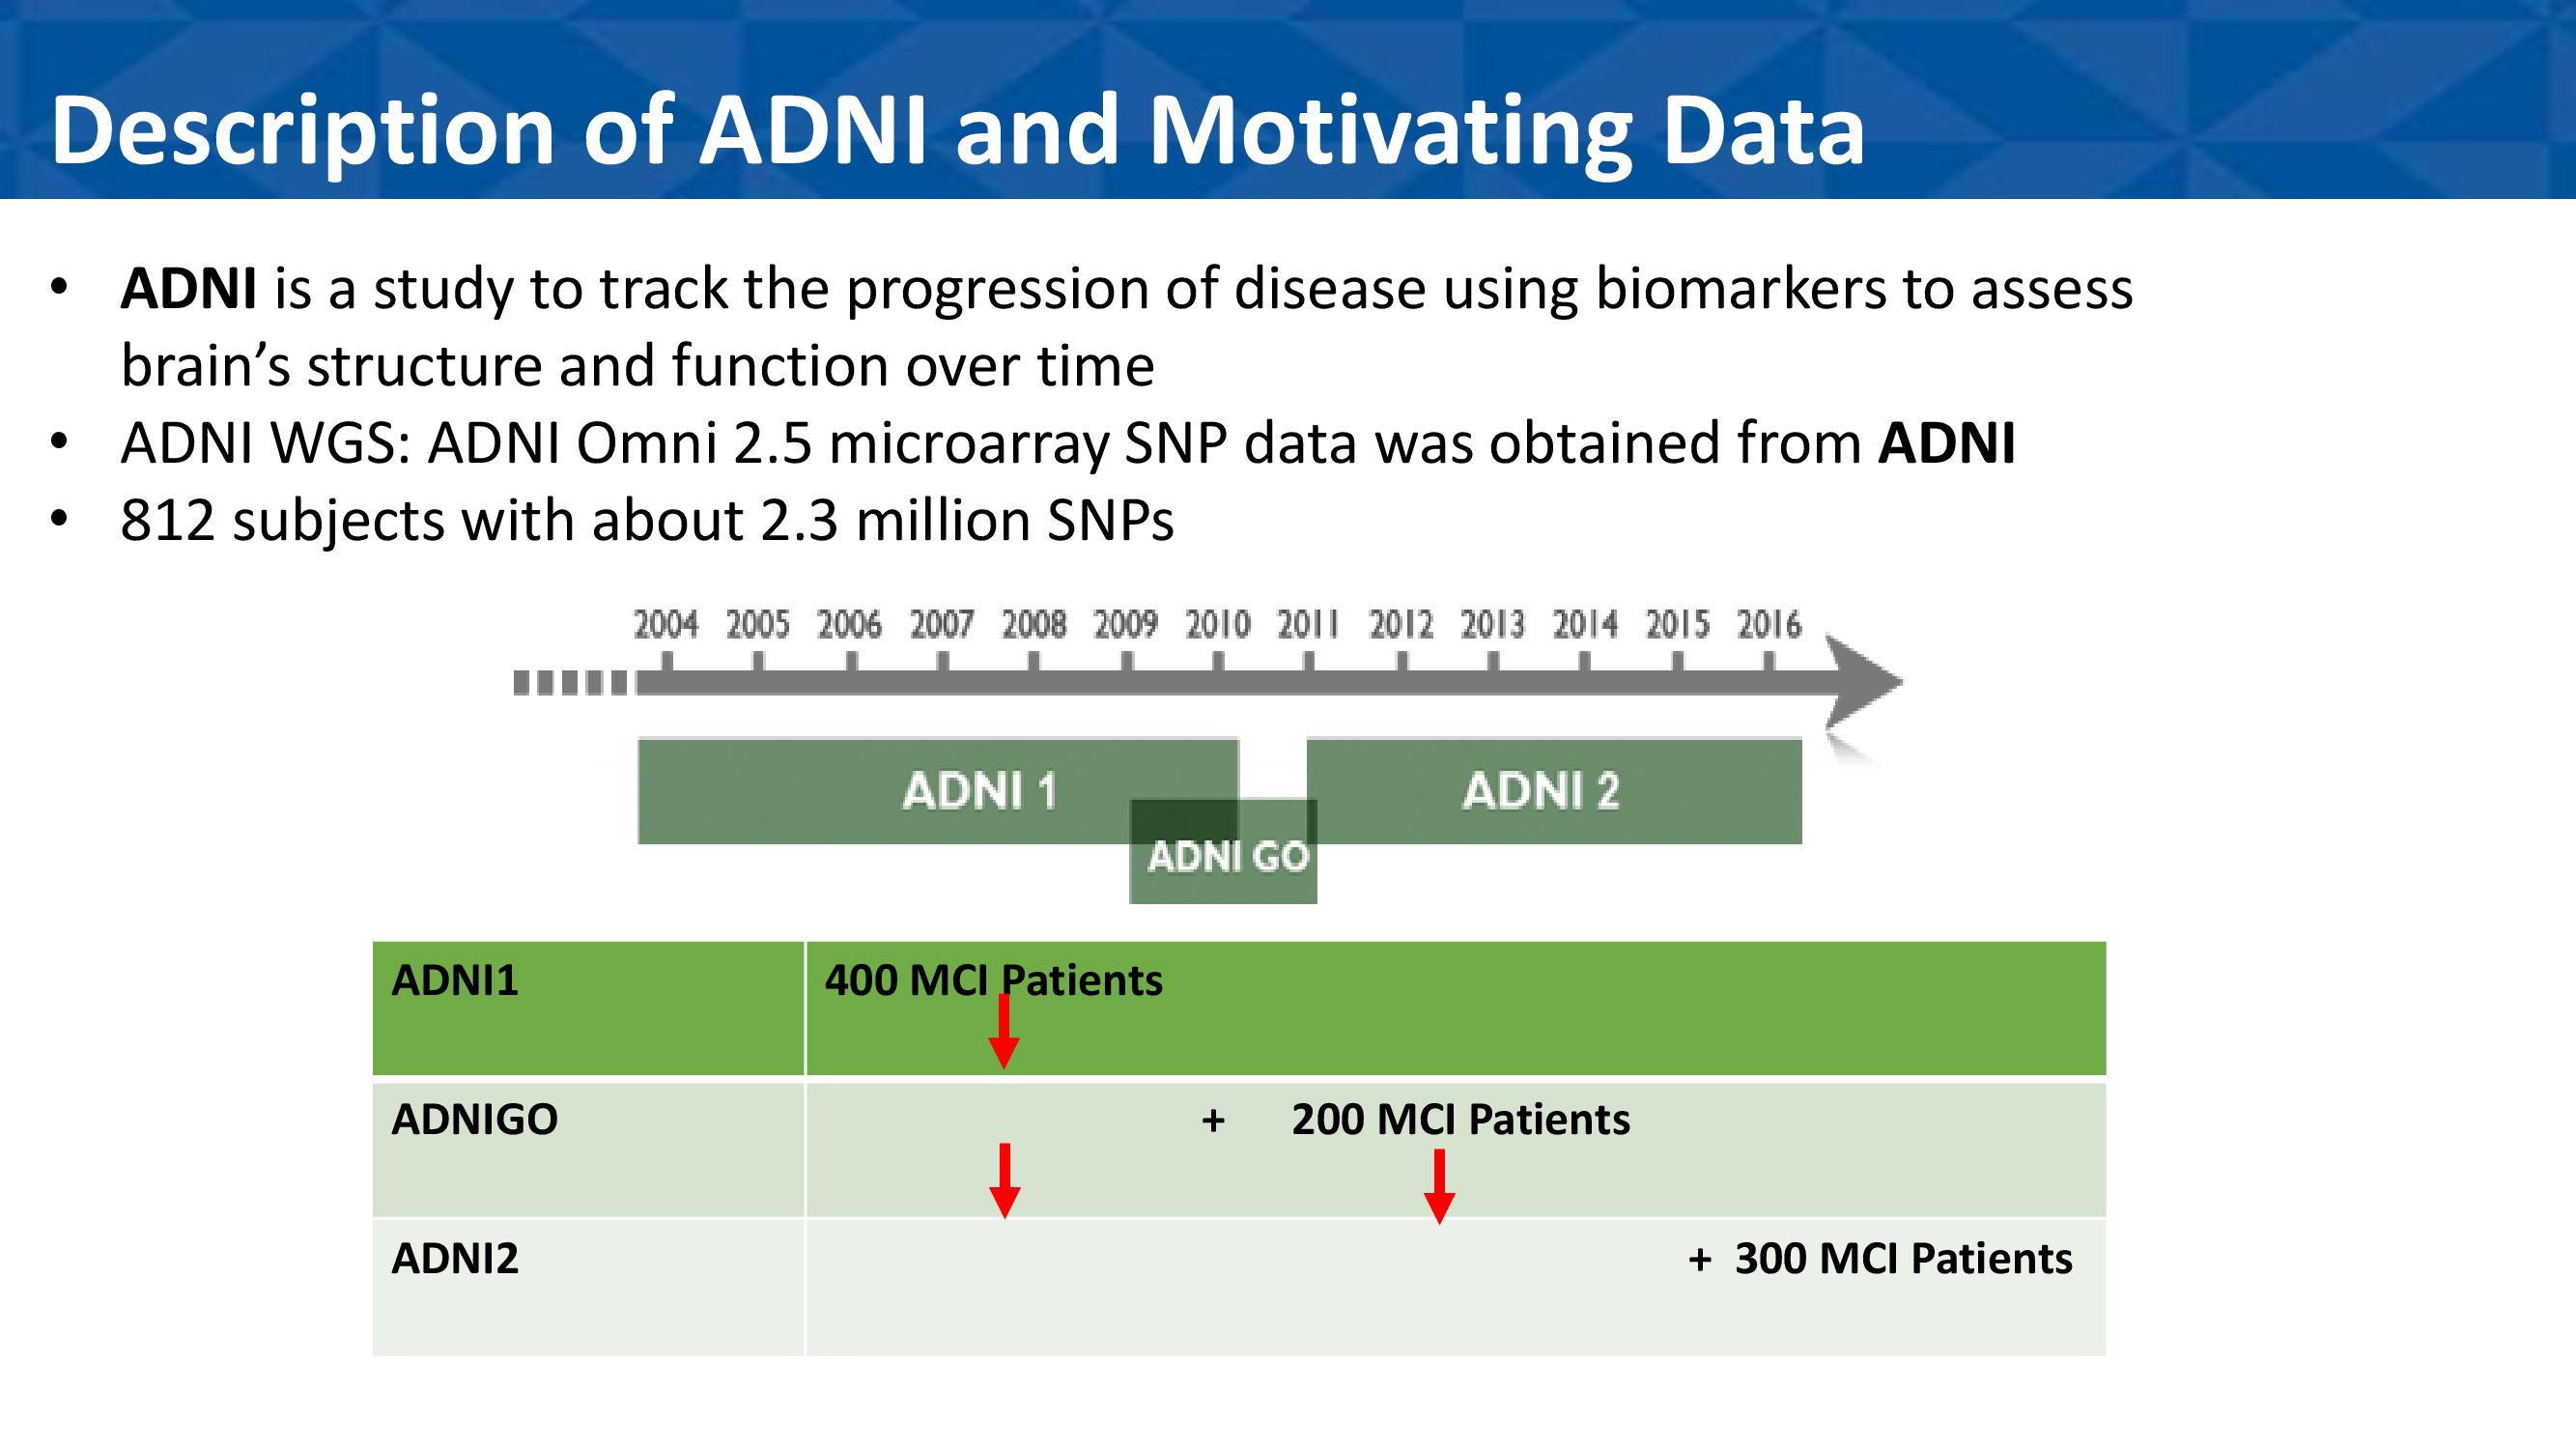 Description of ADNI and Motivating Data
• ADNI is a study to track the progression of disease using biomarkers to assess
brain’s structure and function over time
• ADNI WGS: ADNI Omni 2.5 microarray SNP data was obtained from ADNI
• 812 subjects with about 2.3 million SNPs
2004 2005 2006 2007 2008 2009 2010 2011 2012 2013 2014 2015 2016
ADNI 1 ADNI 2
ADNI GO
ADNI1 400 MCI Patients
ADNIGO + 200 MCI Patients
ADNI2 + 300 MCI Patients